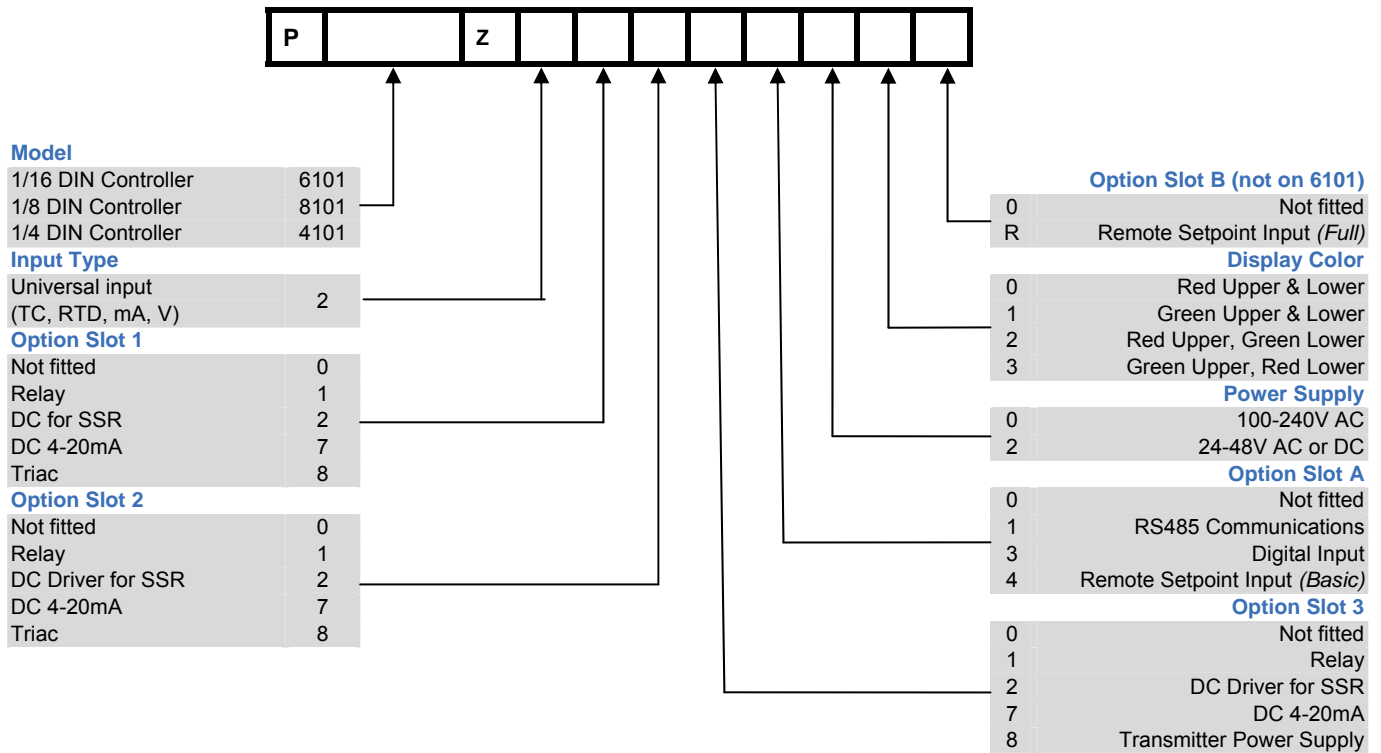 P Z
Model
1/16 DIN Controller 6101
1/8 DIN Controller 8101
1/4 DIN Controller 4101
Input Type
Universal input
(TC, RTD, mA, V) 2
Option Slot 1
Not fitted 0
Relay 1
DC for SSR 2
DC 4-20mA 7
Triac 8
Option Slot 2
Not fitted 0
Relay 1
DC Driver for SSR 2
DC 4-20mA 7
Triac 8
Option Slot B (not on 6101)
0 Not fitted
R Remote Setpoint Input (Full)
Display Color
0 Red Upper & Lower
1 Green Upper & Lower
2 Red Upper, Green Lower
3 Green Upper, Red Lower
Power Supply
0 100-240V AC
2 24-48V AC or DC
Option Slot A
0 Not fitted
1 RS485 Communications
3 Digital Input
4 Remote Setpoint Input (Basic)
Option Slot 3
0 Not fitted
1 Relay
2 DC Driver for SSR
7 DC 4-20mA
8 Transmitter Power Supply